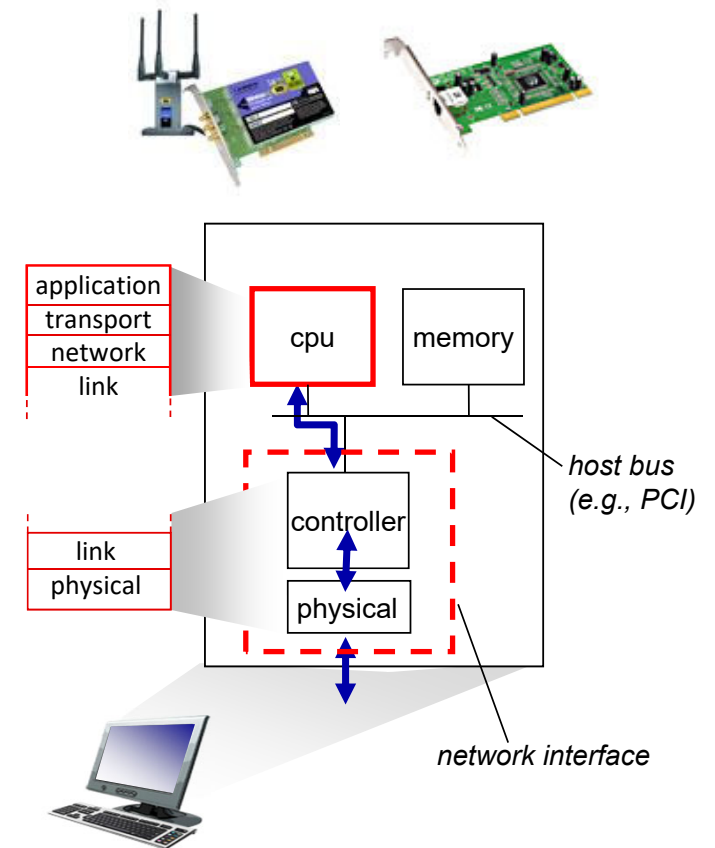 application
transport
network
link
cpu
memory
host bus
(e.g., PCI)
controller
link
physical
physical
network interface